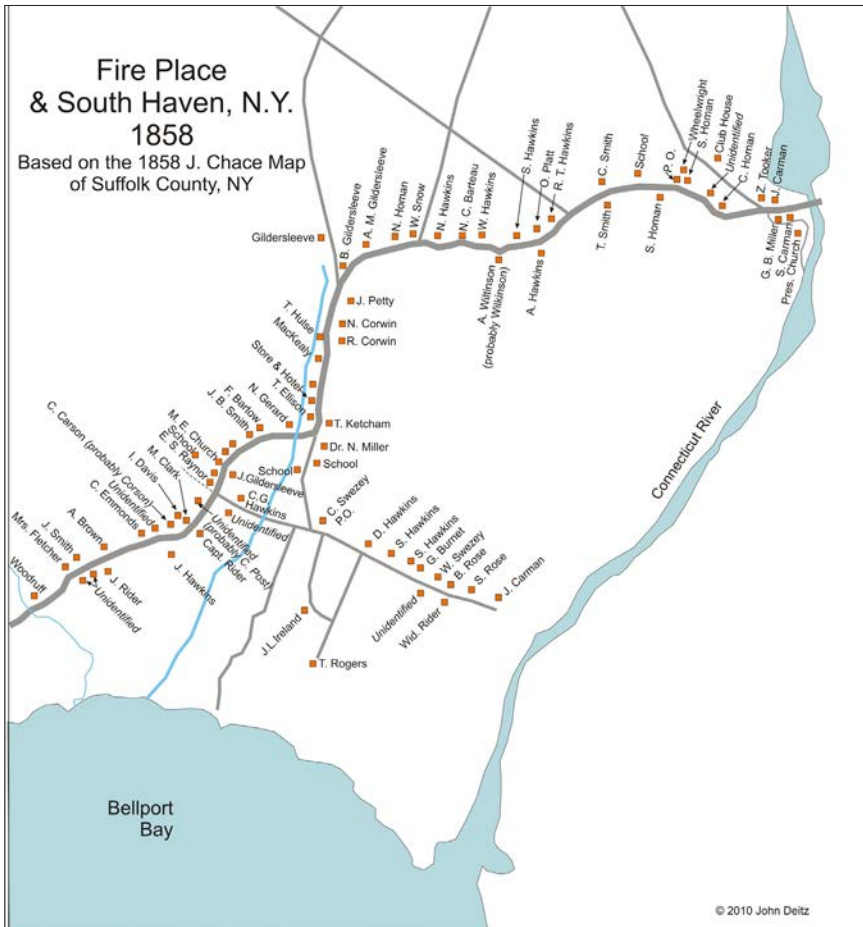 Fire Place
& South Haven, N.Y.
1858
Based on the 1858 J. Chace Map
of Suffolk County, NY
Gildersleeve
B. Gildersleeve
A. M. Gildersleeve
N. Homan
W. Snow
N. Hawkins
N. C. Barteau
W. Hawkins
S. Hawkins
O. Platt
R. T. Hawkins
C. Smith
School
P. O.
Wheelwright
S. Homan
Club House
Unidentified
C. Homan
Z. Tooker
J. Carman
A. Wiltinson
(probably Wilkinson)
A. Hawkins
T. Smith
S. Homan
G. B. Miller
S. Carman
Pres. Church
J. Petty
N. Corwin
R. Corwin
T. Hulse
MacKealy
Store & Hotel
T. Ellison
N. Gerard
F. Barlow
J. B. Smith
M. E. Church
School
E. S. Raynor
M. Clark
I. Davis
C. Carson (probably Corson)
Unidentified
C. Emmonds
A. Brown
J. Smith
Mrs. Fletcher
Woodruff
Unidentified
J. Rider
J. Hawkins
Capt. Rider
Unidentified
(probably C. Post)
Unidentified
C.G.
Hawkins
J.Gildersleeve
School
T. Ketcham
Dr. N. Miller
School
C. Swezey
P.O.
D. Hawkins
S. Hawkins
S. Hawkins
G. Burnet
W. Swezey
B. Rose
S. Rose
J. Carman
Unidentified
Wid. Rider
J.L.Ireland
T. Rogers
Connecticut River
Bellport
Bay
© 2010 John Deitz